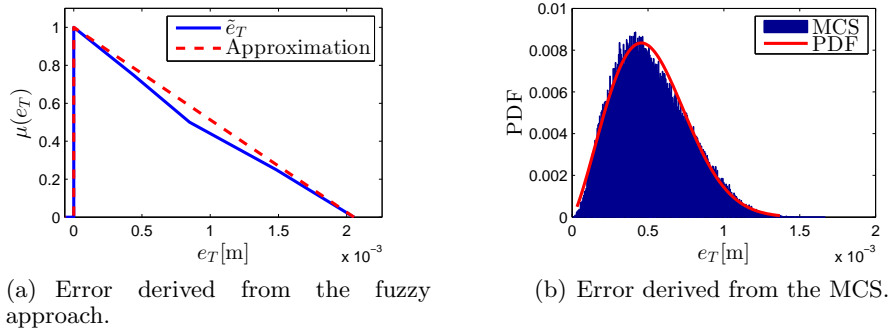 1
0.8
0.6
0.4
0.2
0
μ(e_T)
ẽ_T
Approximation
0 0.5 1 1.5 2
e_T[m]
x 10⁻³
(a) Error derived from the fuzzy
approach.
0.01
0.008
0.006
0.004
0.002
0
PDF
MCS
PDF
0 0.5 1 1.5 2
e_T[m]
x 10⁻³
(b) Error derived from the MCS.